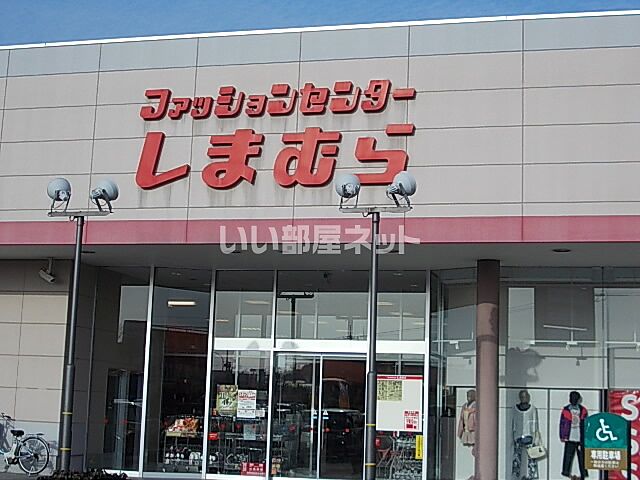 ファッションセンター
しまむら
いい部屋ネット
専用駐車場